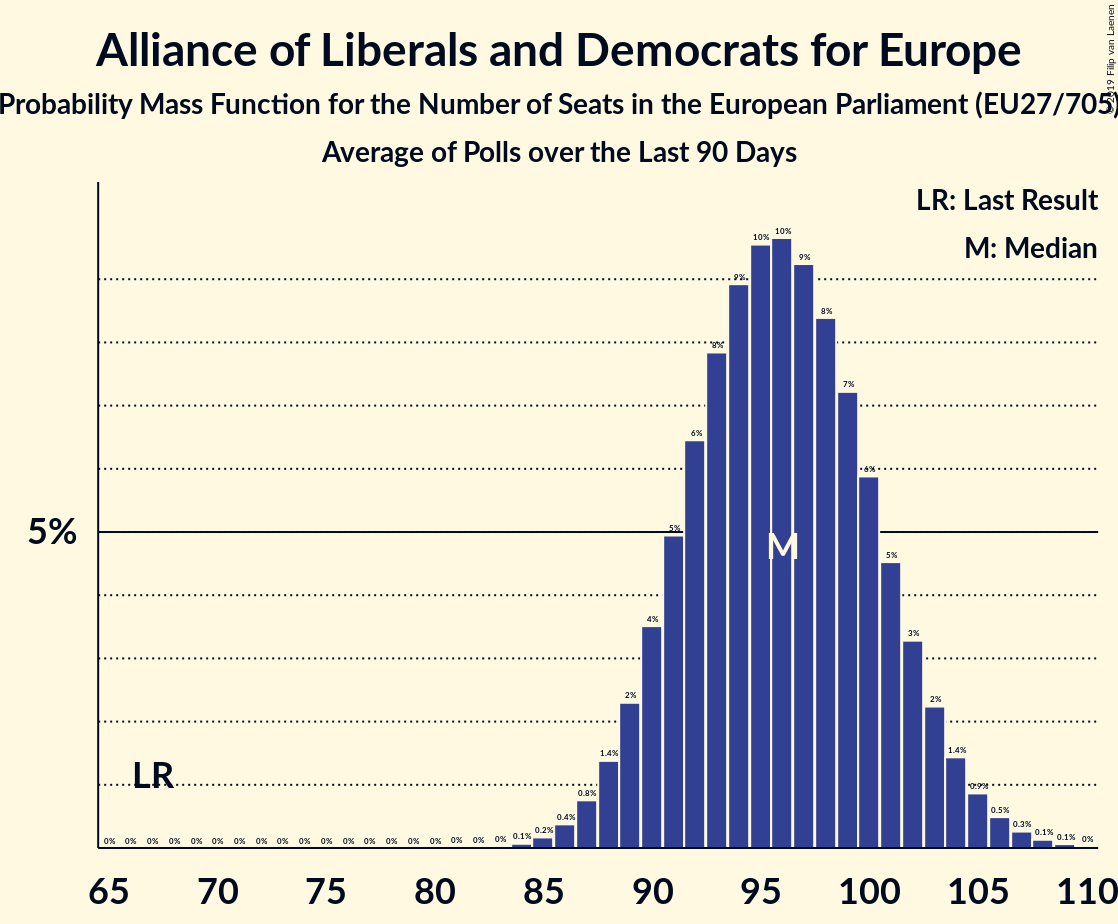 Alliance of Liberals and Democrats for Europe
Probability Mass Function for the Number of Seats in the European Parliament (EU27/705)
Average of Polls over the Last 90 Days
© 2019 Filip van Laenen
LR: Last Result
M: Median
10% 10%
9% 9%
8% 8%
7%
6% 6%
5%
5% 5%
M
4% 3%
2% 2%
LR
1.4% 1.4%
0.8% 0.9%
0.4% 0.5%
0% 0% 0% 0% 0% 0% 0% 0% 0% 0% 0% 0% 0% 0% 0% 0% 0% 0% 0% 0.1% 0.2% 0.3% 0.1% 0.1% 0%
65 70 75 80 85 90 95 100 105 110